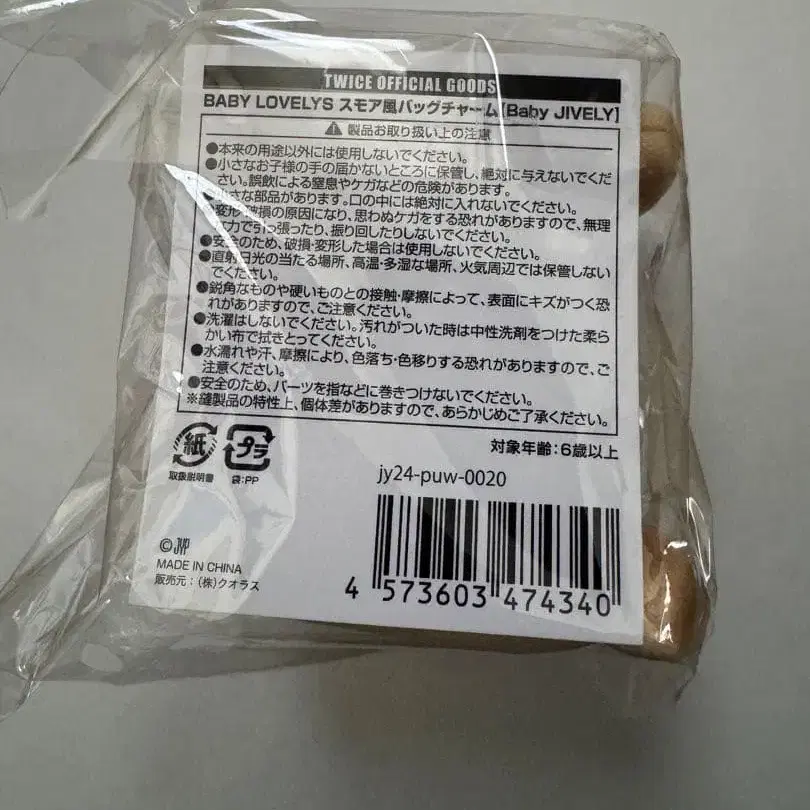 TWICE OFFICIAL GOODS
BABY LOVELYS スモア風バッグチャーム【Baby JIVELY】
製品お取り扱い上の注意
●本来の用途以外には使用しないでください。
●小さなお子様の手の届かないところに保管し、絶対に与えないでくだ
さい。誤飲による窒息やケガなどの危険があります。
●小さな部品があります。口の中には絶対に入れないでください。
●変形・破損の原因になり、思わぬケガをする恐れがありますので、無理
な力で引っ張ったり、振り回したりしないでください。
●安全のため、破損・変形した場合は使用しないでください。
●直射日光の当たる場所、高温・多湿な場所、火気周辺では保管しない
でください。
●鋭角なものや硬いものとの接触・摩擦によって、表面にキズがつく恐
れがありますので、ご注意ください。
●洗濯はしないでください。汚れがついた時は中性洗剤をつけた柔ら
かい布で拭きとってください。
●水濡れや汗、摩擦により、色落ち・色移りする恐れがありますので、ご
注意ください。
●安全のため、パーツを指などに巻きつけないでください。
※縫製品の特性上、個体差がありますので、あらかじめご了承ください。
対象年齢：6歳以上
紙
プラ
取扱説明書
袋：PP
jy24-puw-0020
© JYP
MADE IN CHINA
販売元：（株）クオラス
4 573603 474340